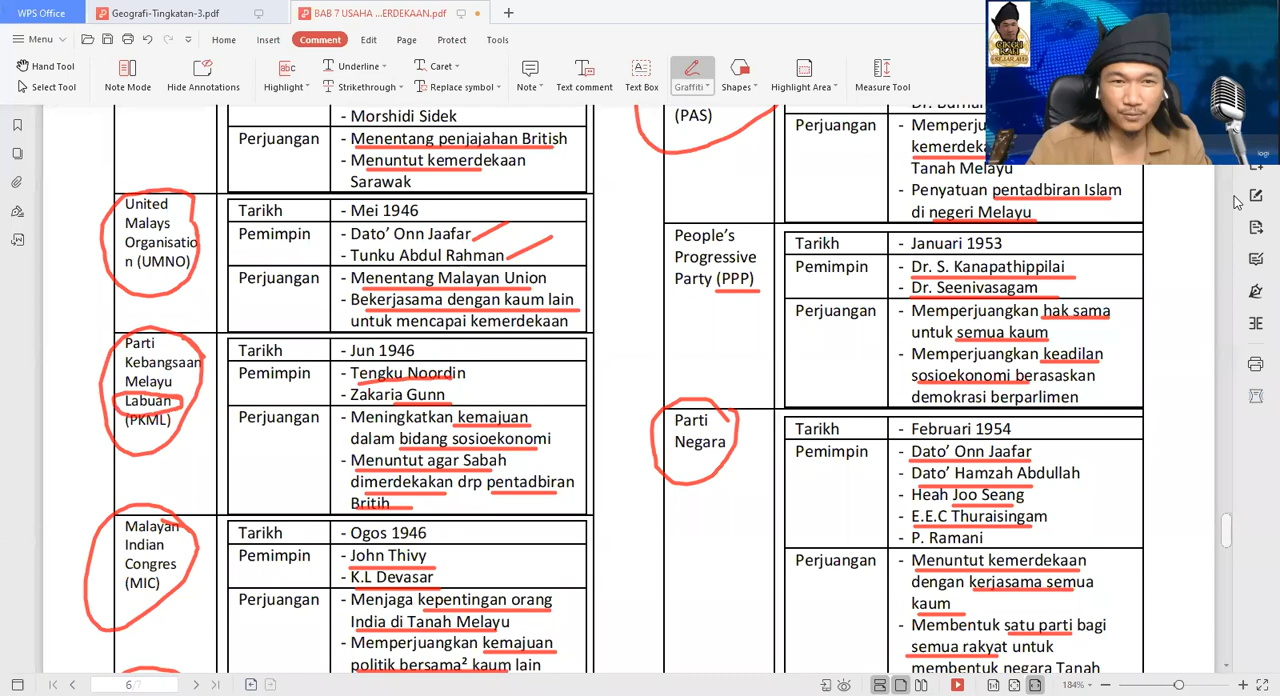 WPS Office
Geografi-Tingkatan-3.pdf
BAB 7 USAHA ...ERDEKAAN.pdf
Menu
Home
Insert
Comment
Edit
Page
Protect
Tools
Hand Tool
Select Tool
Note Mode
Hide Annotations
Highlight
Underline
Strikethrough
Caret
Replace symbol
Note
Text comment
Text Box
Graffiti
Shapes
Highlight Area
Measure Tool
- Morshidi Sidek
Perjuangan
- Menentang penjajahan British
- Menuntut kemerdekaan
Sarawak
United
Malays
Organisatio
n (UMNO)
Tarikh
- Mei 1946
Pemimpin
- Dato’ Onn Jaafar
- Tunku Abdul Rahman
Perjuangan
- Menentang Malayan Union
- Bekerjasama dengan kaum lain
untuk mencapai kemerdekaan
Parti
Kebangsaan
Melayu
Labuan
(PKML)
Tarikh
- Jun 1946
Pemimpin
- Tengku Noordin
- Zakaria Gunn
Perjuangan
- Meningkatkan kemajuan
dalam bidang sosioekonomi
- Menuntut agar Sabah
dimerdekakan drp pentadbiran
Britih
Malayan
Indian
Congres
(MIC)
Tarikh
- Ogos 1946
Pemimpin
- John Thivy
- K.L Devasar
Perjuangan
- Menjaga kepentingan orang
India di Tanah Melayu
- Memperjuangkan kemajuan
politik bersama² kaum lain
(PAS)
Perjuangan
Tanah Melayu
- Penyatuan pentadbiran Islam
di negeri Melayu
People’s
Progressive
Party (PPP)
Tarikh
- Januari 1953
Pemimpin
- Dr. S. Kanapathippilai
- Dr. Seenivasagam
Perjuangan
- Memperjuangkan hak sama
untuk semua kaum
- Memperjuangkan keadilan
sosioekonomi berasaskan
demokrasi berparlimen
Parti
Negara
Tarikh
- Februari 1954
Pemimpin
- Dato’ Onn Jaafar
- Dato’ Hamzah Abdullah
- Heah Joo Seang
- E.E.C Thuraisingam
- P. Ramani
Perjuangan
- Menuntut kemerdekaan
dengan kerjasama semua
kaum
- Membentuk satu parti bagi
semua rakyat untuk
membentuk negara Tanah
logi
6/7
184%